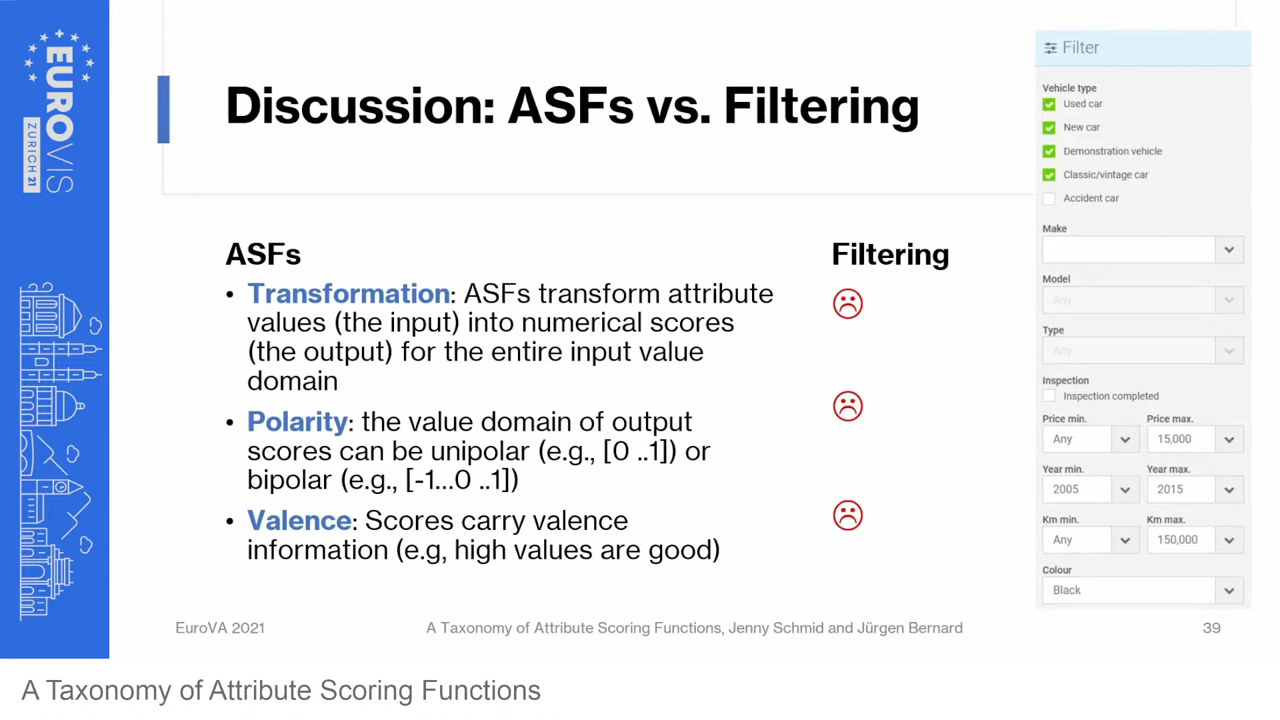 EUROVIS
ZURICH 21
Discussion: ASFs vs. Filtering
ASFs
• Transformation: ASFs transform attribute
values (the input) into numerical scores
(the output) for the entire input value
domain
• Polarity: the value domain of output
scores can be unipolar (e.g., [0 ..1]) or
bipolar (e.g., [-1...0 ..1])
• Valence: Scores carry valence
information (e.g, high values are good)
Filtering
Filter
Vehicle type
Used car
New car
Demonstration vehicle
Classic/vintage car
Accident car
Make
Model
Any
Type
Any
Inspection
Inspection completed
Price min. Price max.
Any 15,000
Year min. Year max.
2005 2015
Km min. Km max.
Any 150,000
Colour
Black
EuroVA 2021
A Taxonomy of Attribute Scoring Functions, Jenny Schmid and Jürgen Bernard
39
A Taxonomy of Attribute Scoring Functions